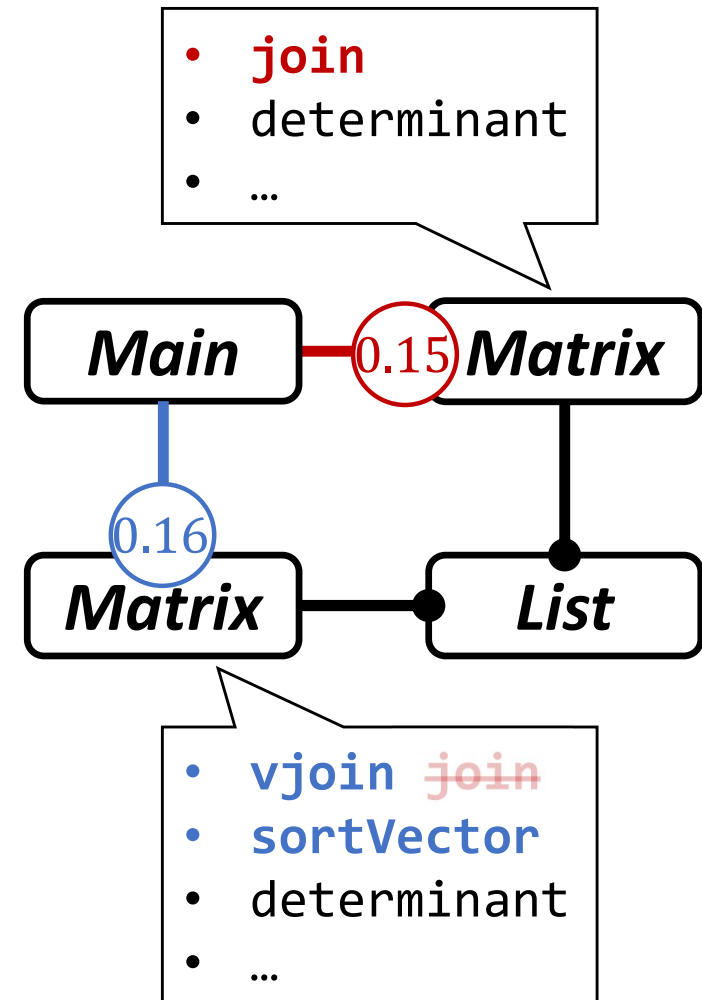 • join
• determinant
• …
Main 0.15 Matrix
0.16
Matrix List
• vjoin join
• sortVector
• determinant
• …